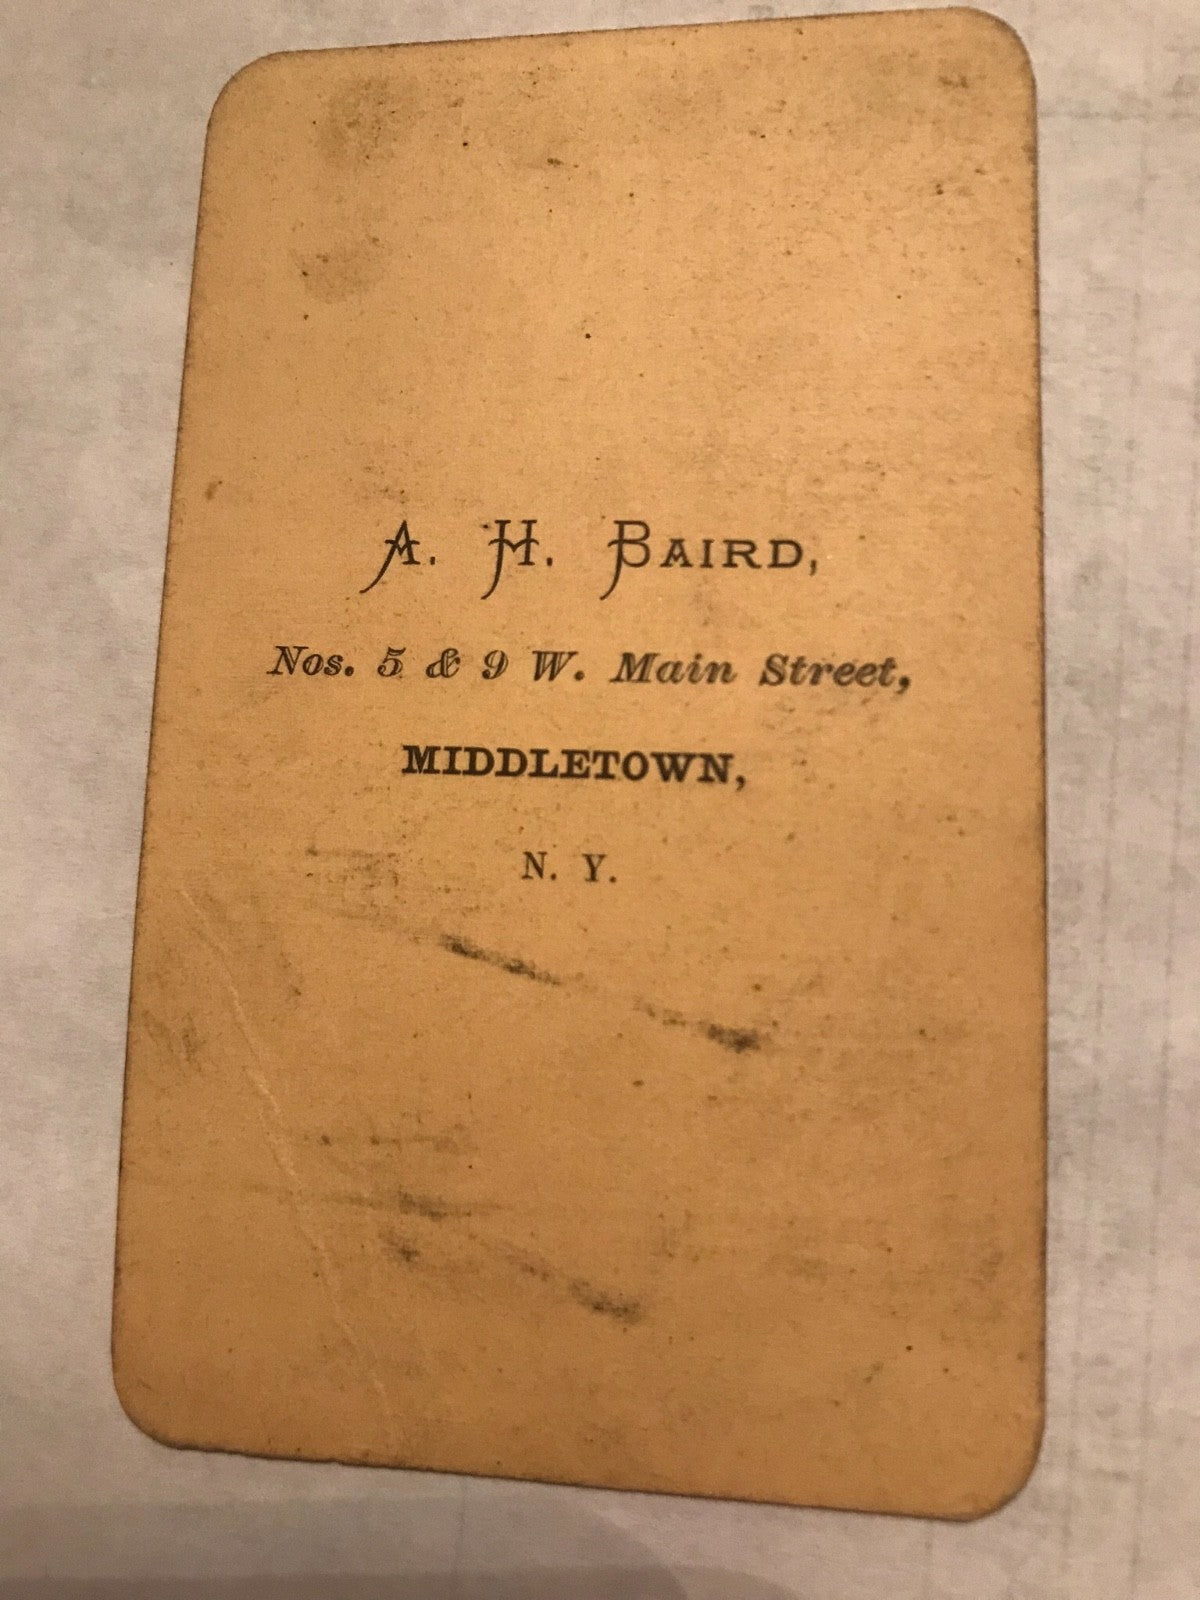 A. H. BAIRD,
Nos. 5 & 9 W. Main Street,
MIDDLETOWN,
N. Y.